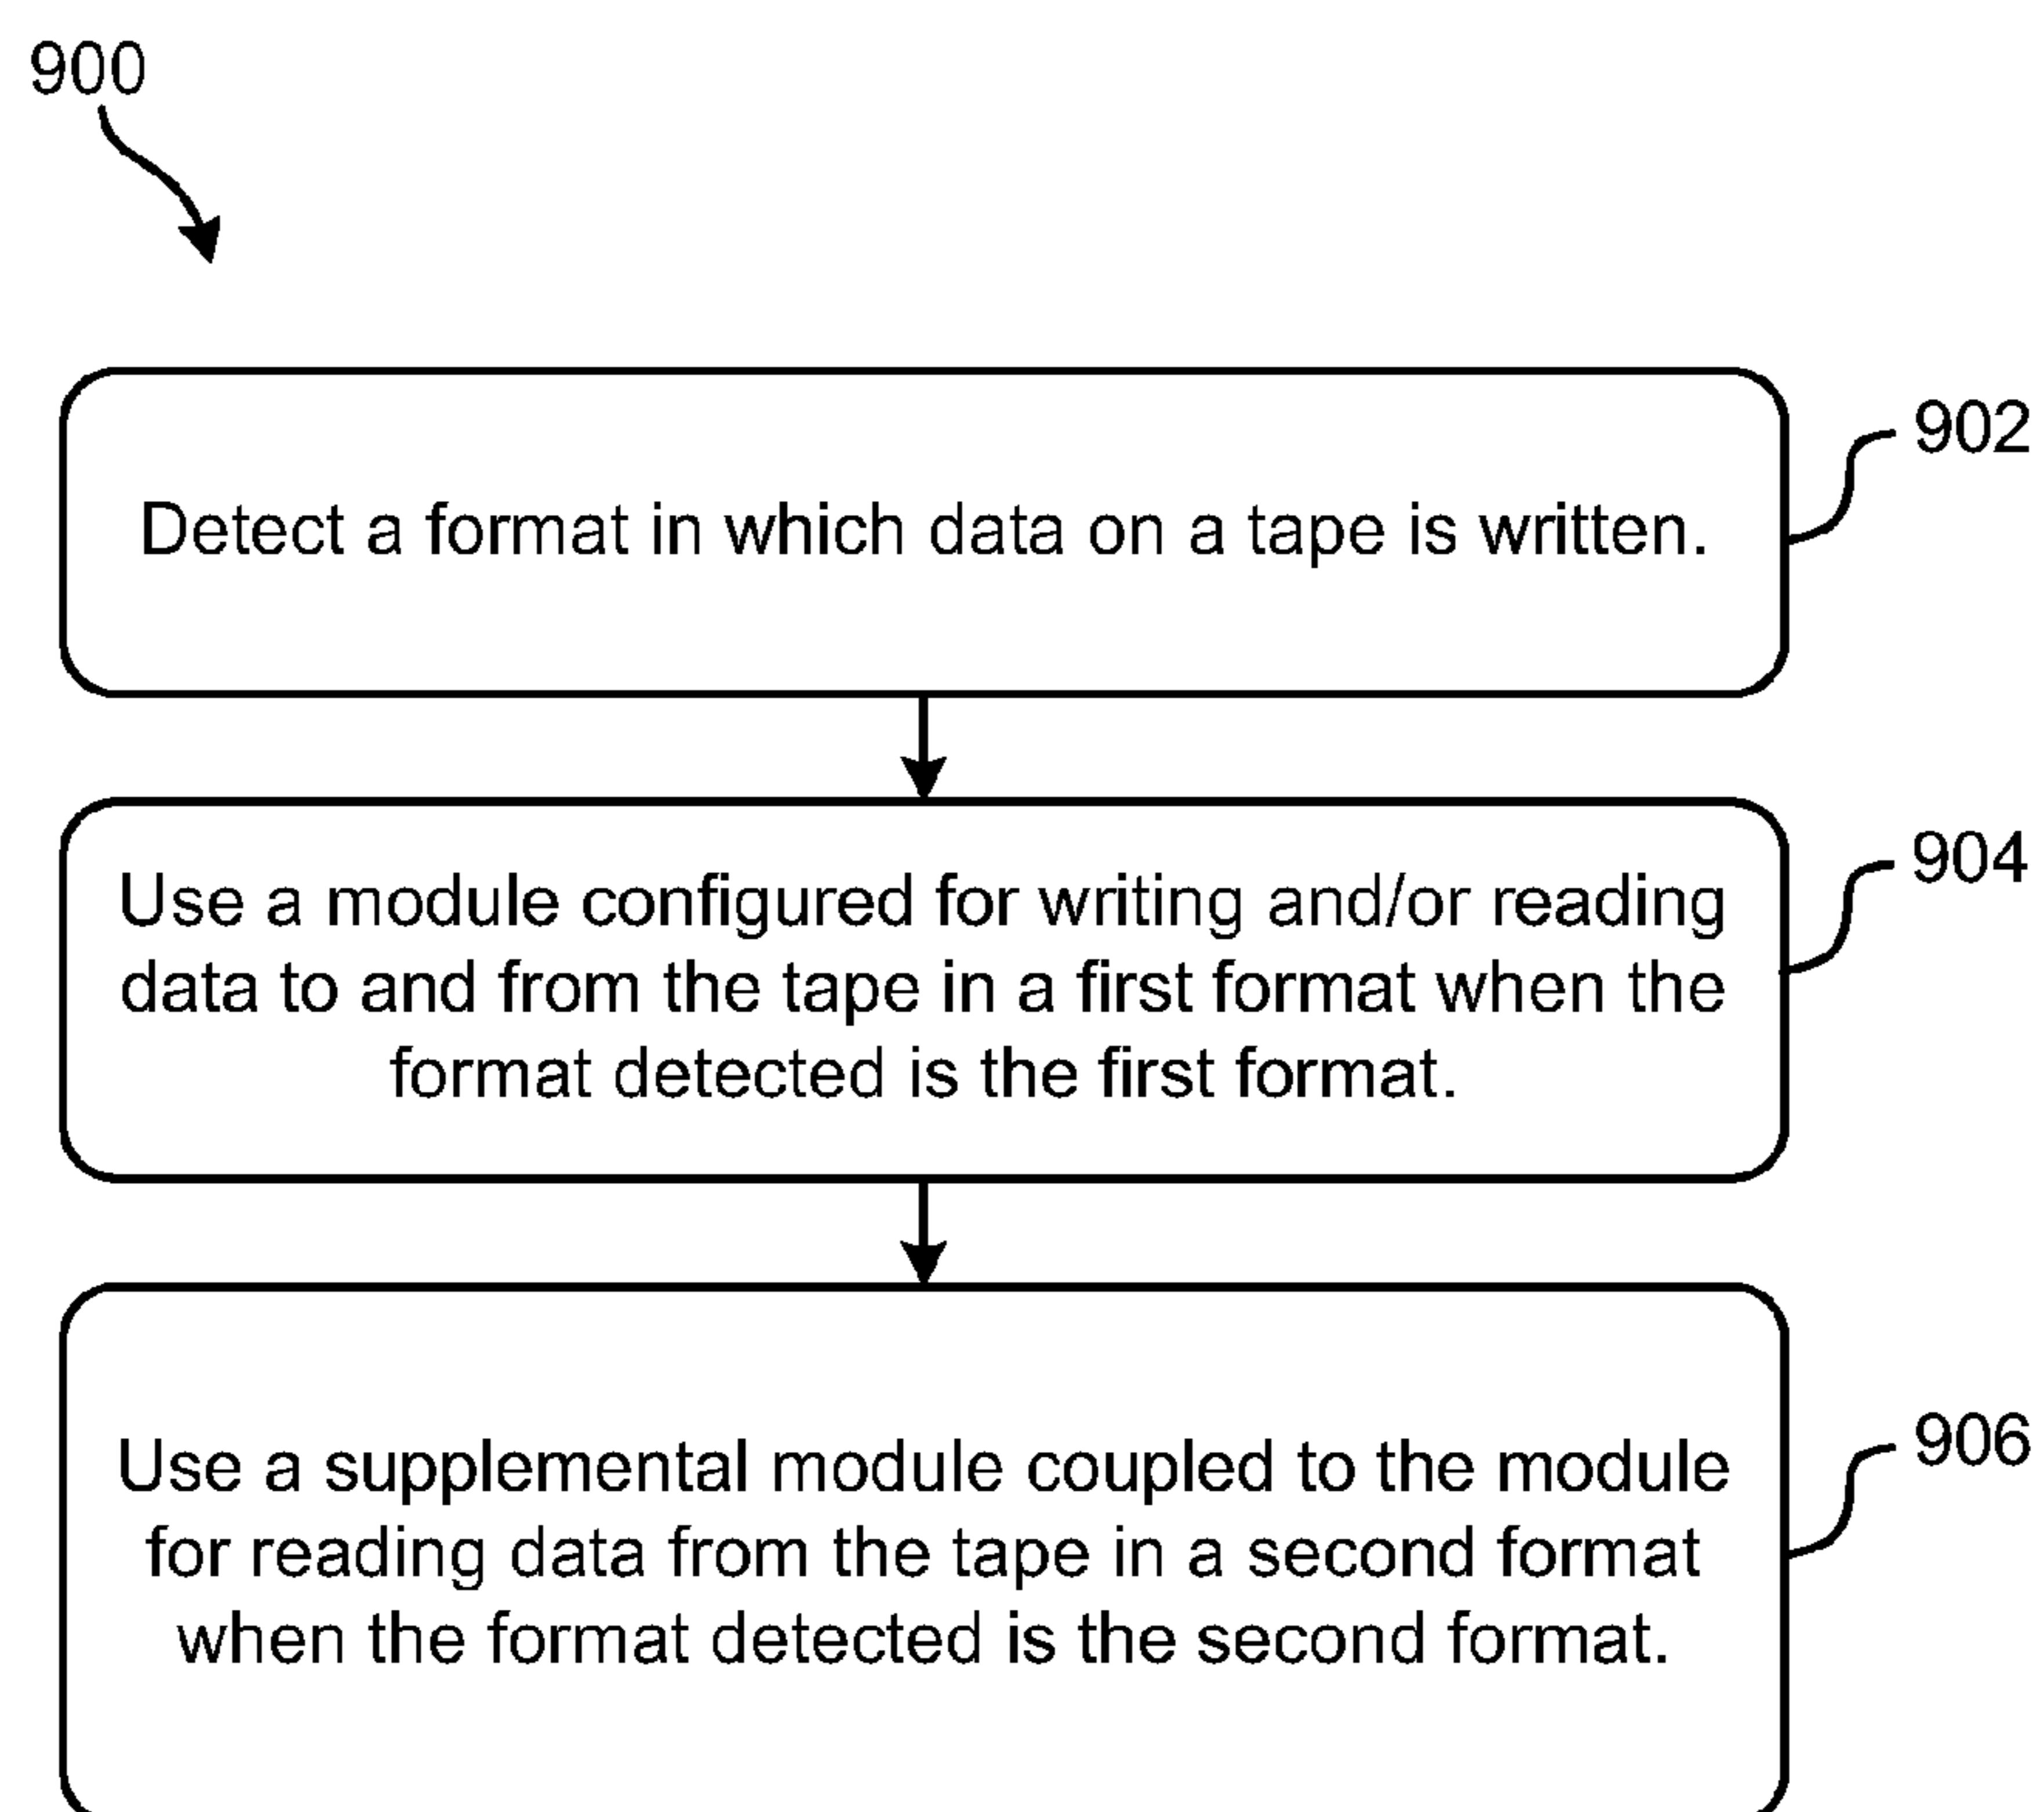 900
902
Detect a format in which data on a tape is written.
904
Use a module configured for writing and/or reading
data to and from the tape in a first format when the
format detected is the first format.
906
Use a supplemental module coupled to the module
for reading data from the tape in a second format
when the format detected is the second format.